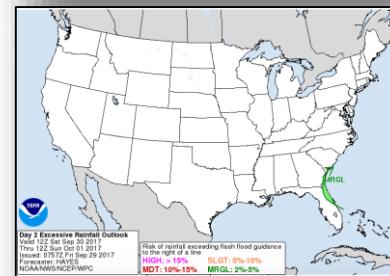 MRGL
NOAA
Day 2 Excessive Rainfall Outlook
Valid 12Z Sat Sep 30 2017
Thru 12Z Sun Oct 01 2017
Issued: 0757Z Fri Sep 29 2017
Forecaster: HAYES
NOAA/NWS/NCEP/WPC
Risk of rainfall exceeding flash flood guidance
to the right of a line
HIGH: > 15%
SLGT: 5%-10%
MDT: 10%-15%
MRGL: 2%-5%